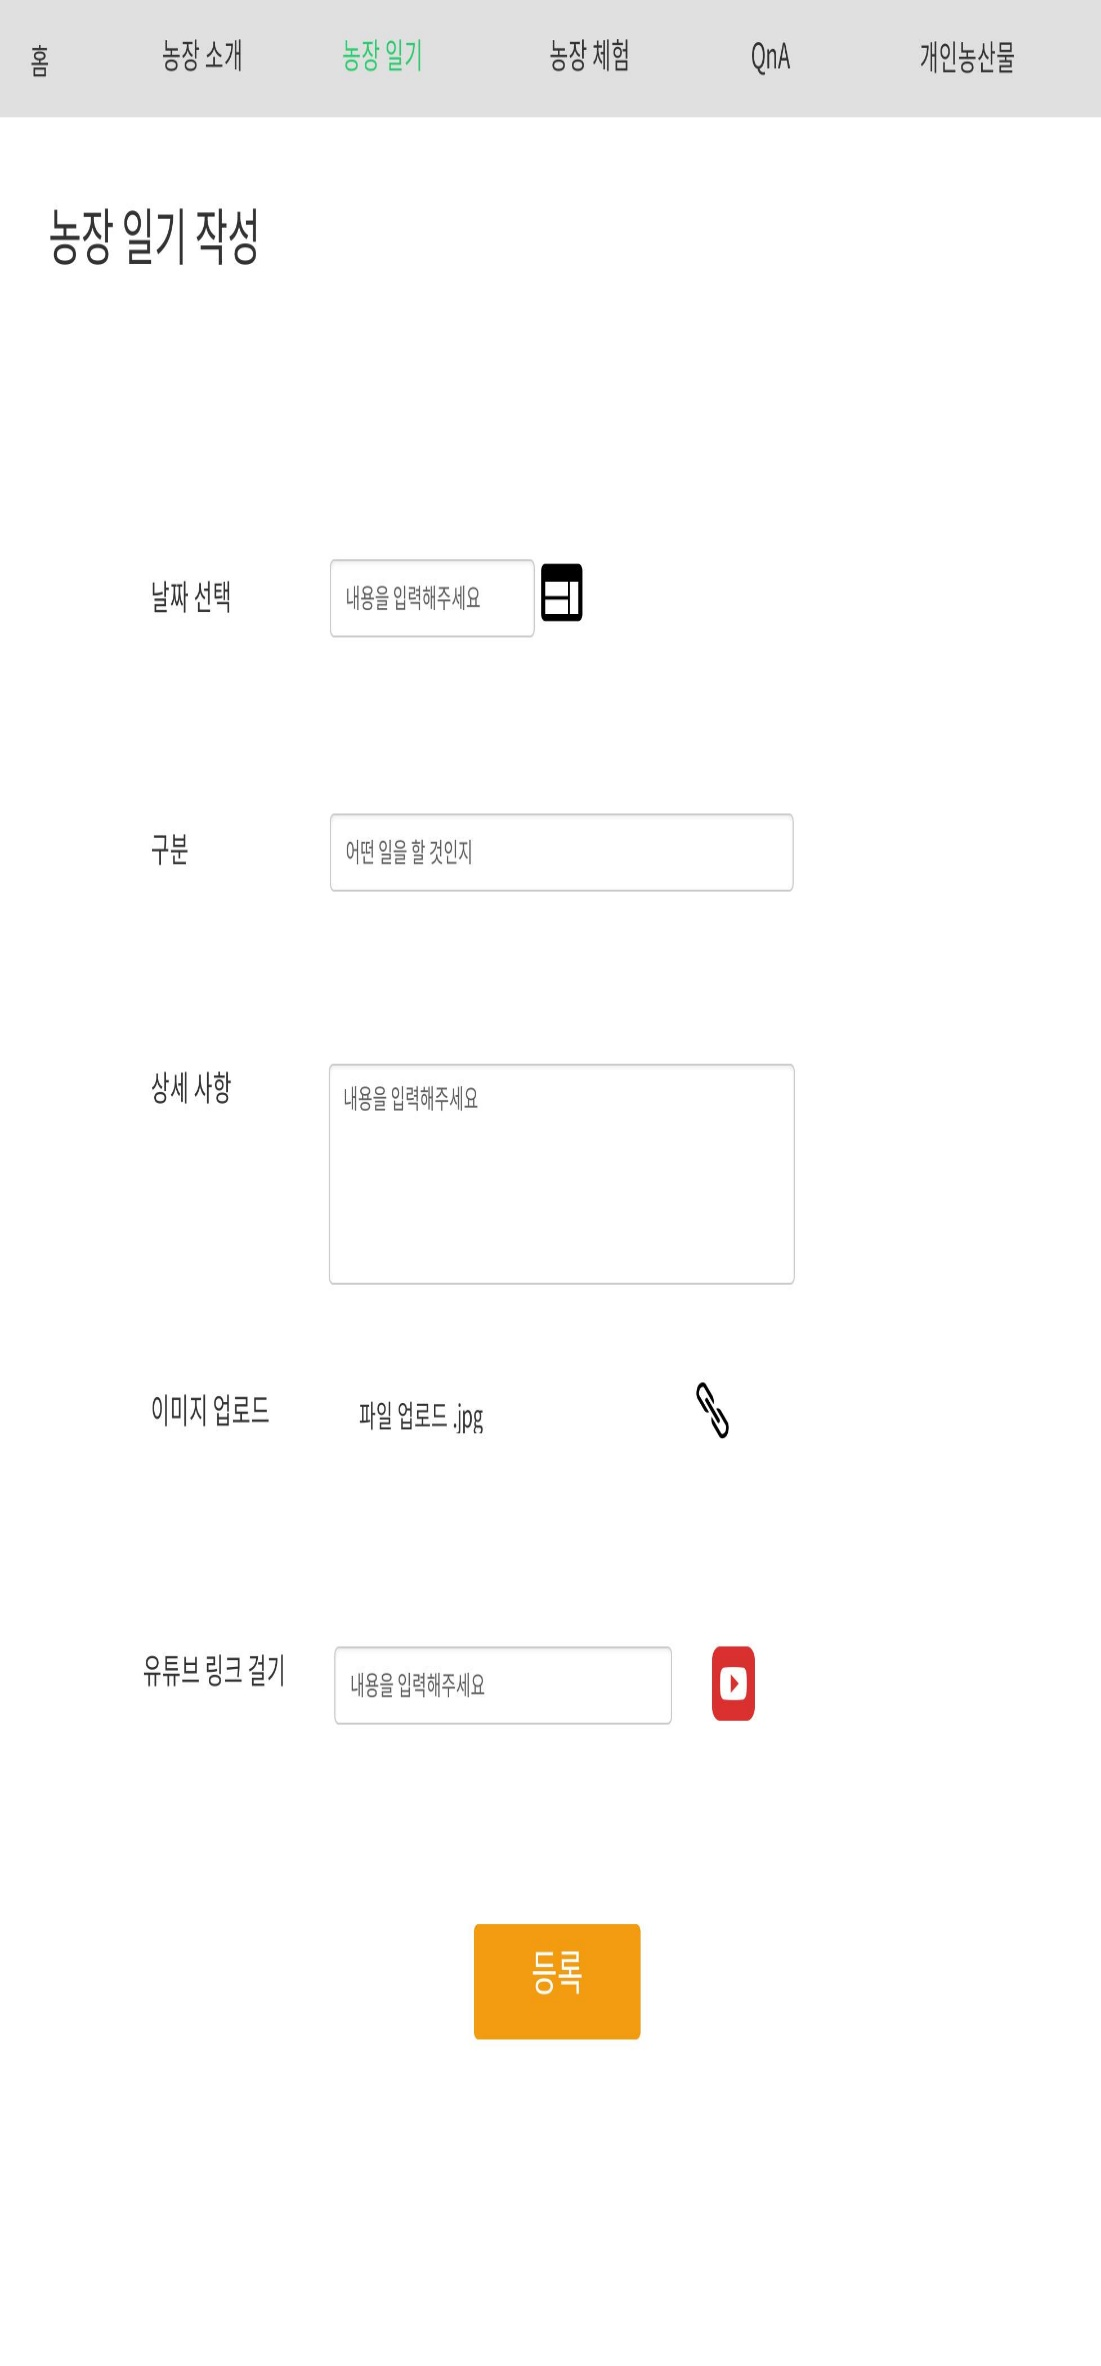 홈 농장 소개 농장 일기 농장 체험 QnA 개인농산물
농장 일기 작성
날짜 선택 내용을 입력해주세요
구분 어떤 일을 할 것인지
상세 사항 내용을 입력해주세요
이미지 업로드 파일 업로드 .jpg
유튜브 링크 걸기 내용을 입력해주세요
등록